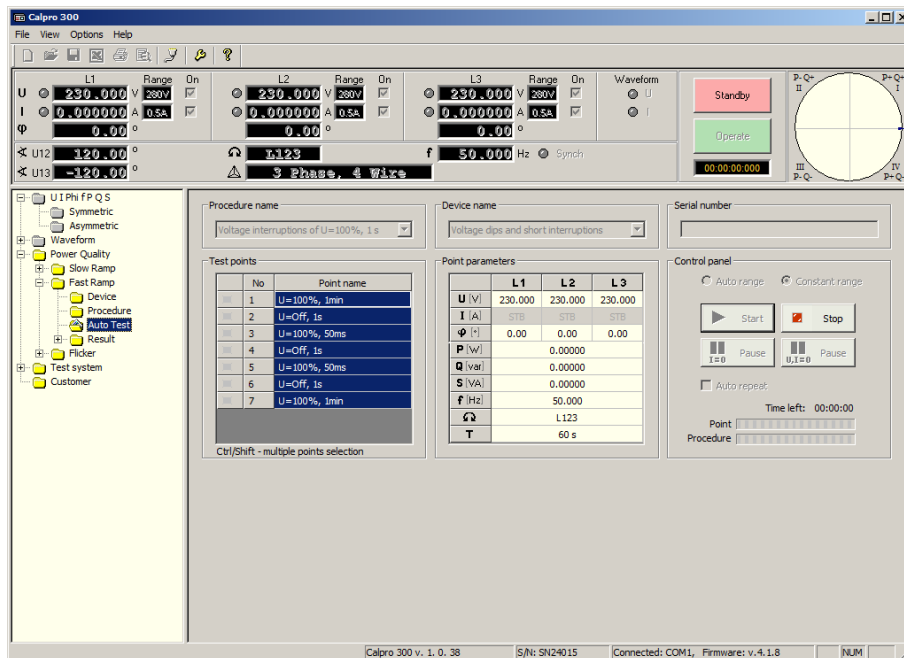 Calpro 300
File View Options Help
L1 Range On L2 Range On L3 Range On Waveform
U 230.000 V 280V 230.000 V 280V 230.000 V 280V U
I 0.000000 A 0.5A 0.000000 A 0.5A 0.000000 A 0.5A I
φ 0.00 ° 0.00 ° 0.00 °
∢ U12 120.00 ° L123 f 50.000 Hz Synch
∢ U13 -120.00 ° 3 Phase, 4 Wire
Standby
Operate
00:00:00:000
P- Q+ II
P+ Q+ I
III P- Q-
IV P+ Q-
U I Phi f P Q S
Symmetric
Asymmetric
Waveform
Power Quality
Slow Ramp
Fast Ramp
Device
Procedure
Auto Test
Result
Flicker
Test system
Customer
Procedure name
Voltage interruptions of U=100%, 1 s
Device name
Voltage dips and short interruptions
Serial number
Test points
No Point name
1 U=100%, 1min
2 U=Off, 1s
3 U=100%, 50ms
4 U=Off, 1s
5 U=100%, 50ms
6 U=Off, 1s
7 U=100%, 1min
Ctrl/Shift - multiple points selection
Point parameters
L1 L2 L3
U [V] 230.000 230.000 230.000
I [A] STB STB STB
φ [°] 0.00 0.00 0.00
P [W] 0.00000
Q [var] 0.00000
S [VA] 0.00000
f [Hz] 50.000
L123
T 60 s
Control panel
Auto range Constant range
Start Stop
I=0 Pause U,I=0 Pause
Auto repeat
Time left: 00:00:00
Point
Procedure
Calpro 300 v. 1. 0. 38 S/N: SN24015 Connected: COM1, Firmware: v.4.1.8 NUM